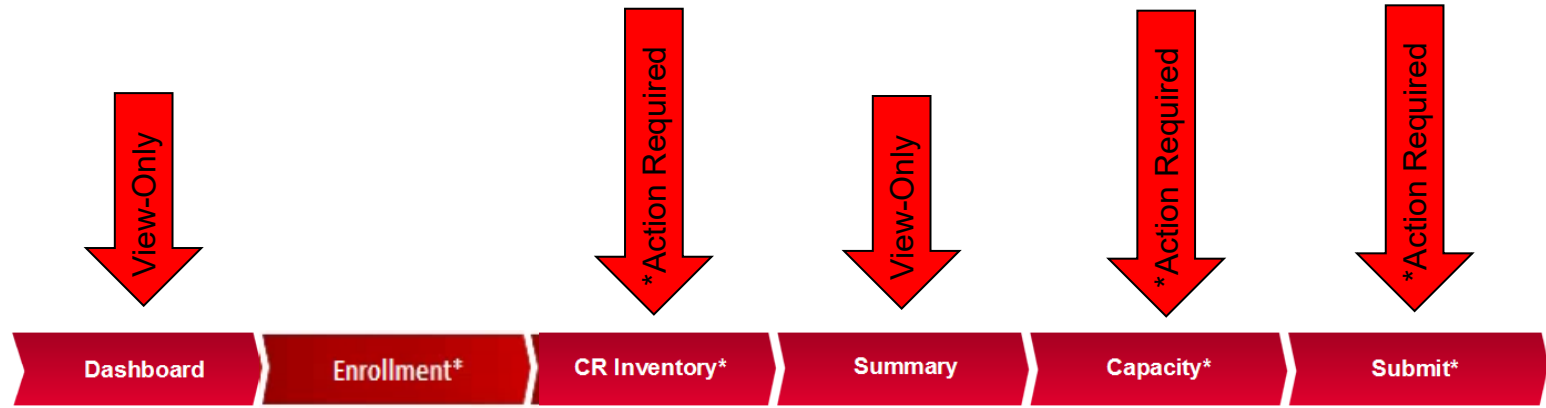 View-Only
*Action Required
View-Only
*Action Required
*Action Required
Dashboard
Enrollment*
CR Inventory*
Summary
Capacity*
Submit*